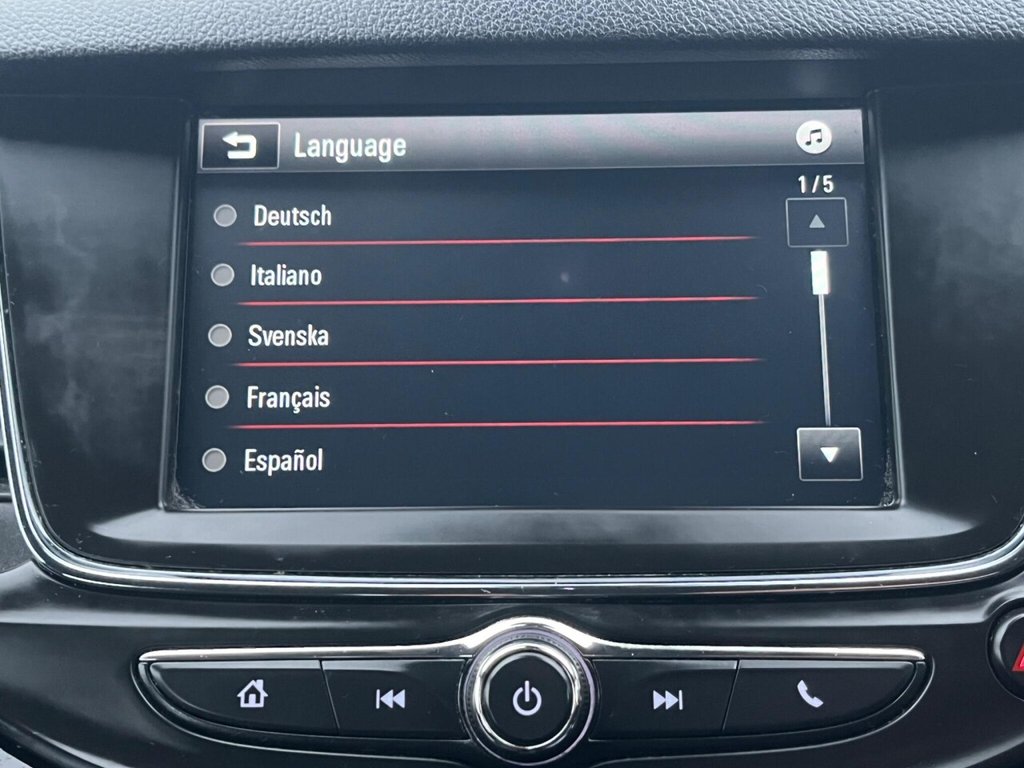 Language
1/5
Deutsch
Italiano
Svenska
Français
Español